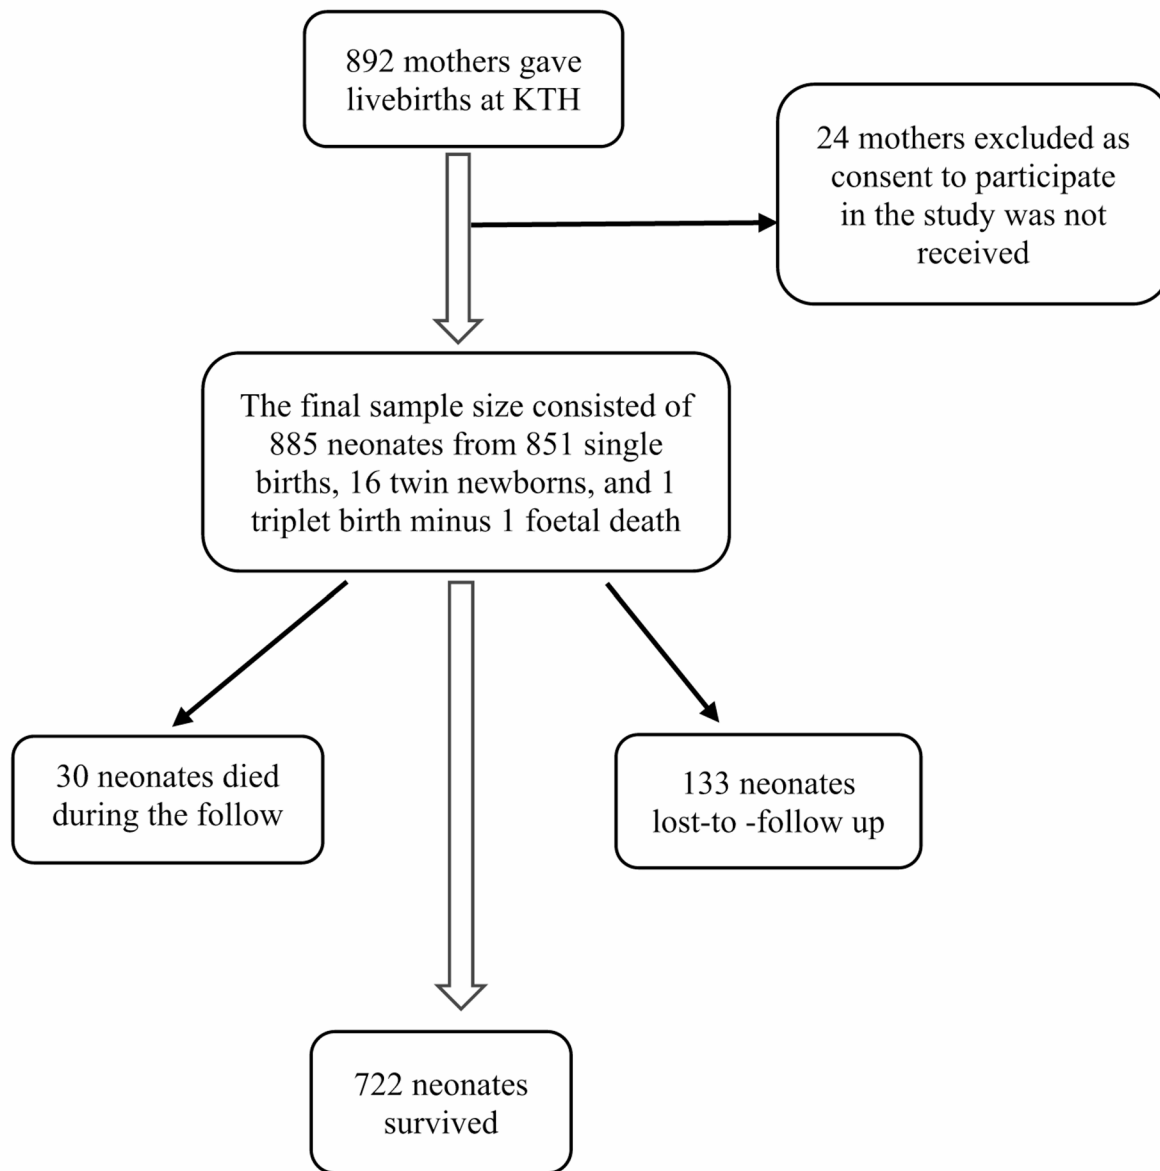 892 mothers gave
livebirths at KTH
24 mothers excluded as
consent to participate
in the study was not
received
The final sample size consisted of
885 neonates from 851 single
births, 16 twin newborns, and 1
triplet birth minus 1 foetal death
30 neonates died
during the follow
133 neonates
lost-to -follow up
722 neonates
survived